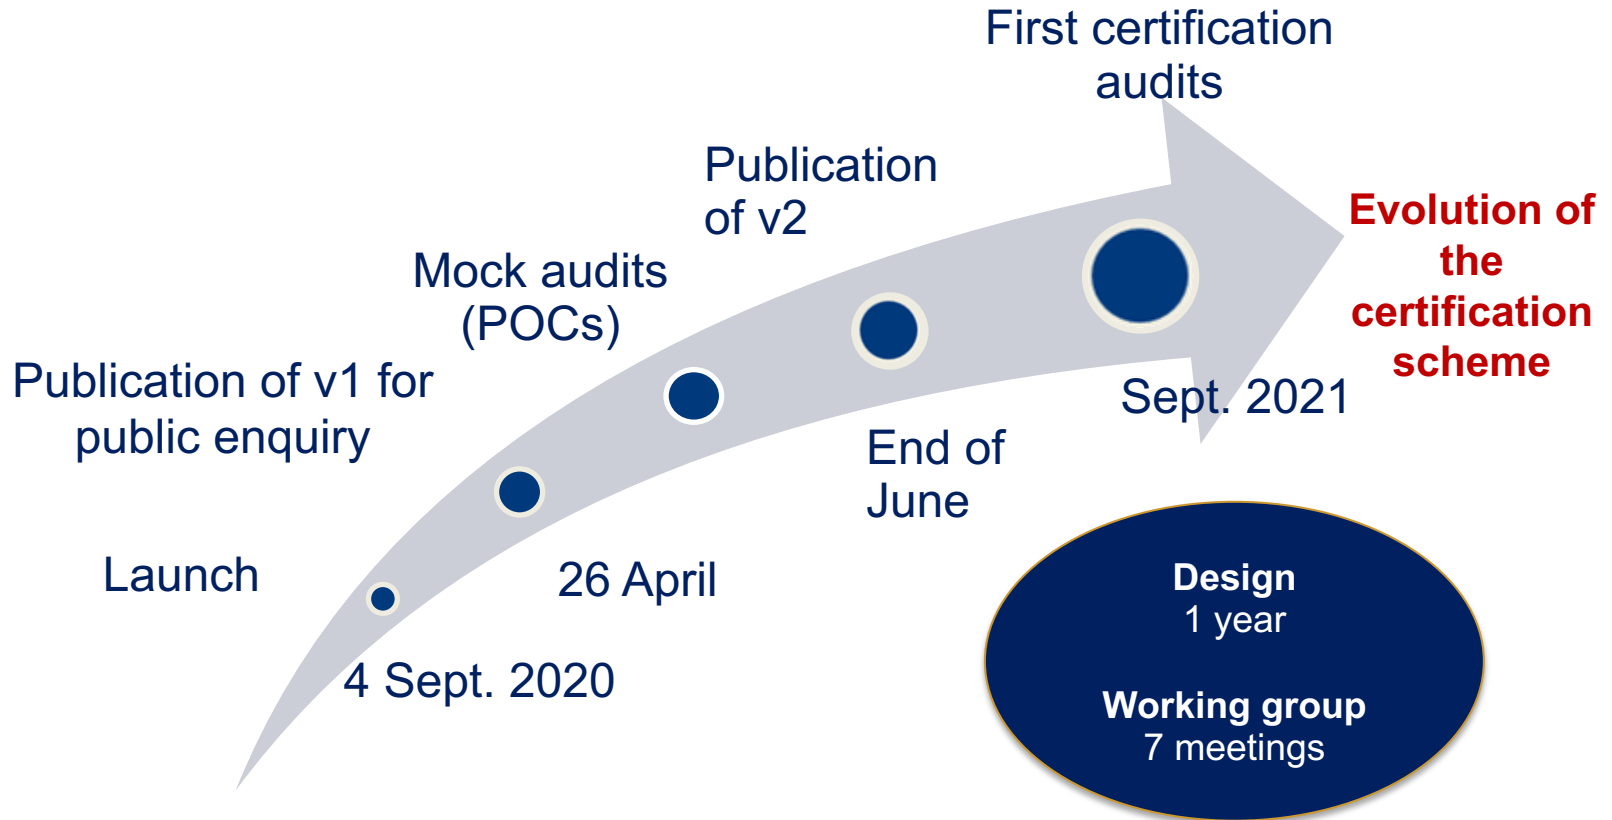 First certification
audits
Publication
of v2
Mock audits
(POCs)
Publication of v1 for
public enquiry
Launch
4 Sept. 2020
26 April
End of
June
Sept. 2021
Evolution of
the
certification
scheme
Design
1 year
Working group
7 meetings